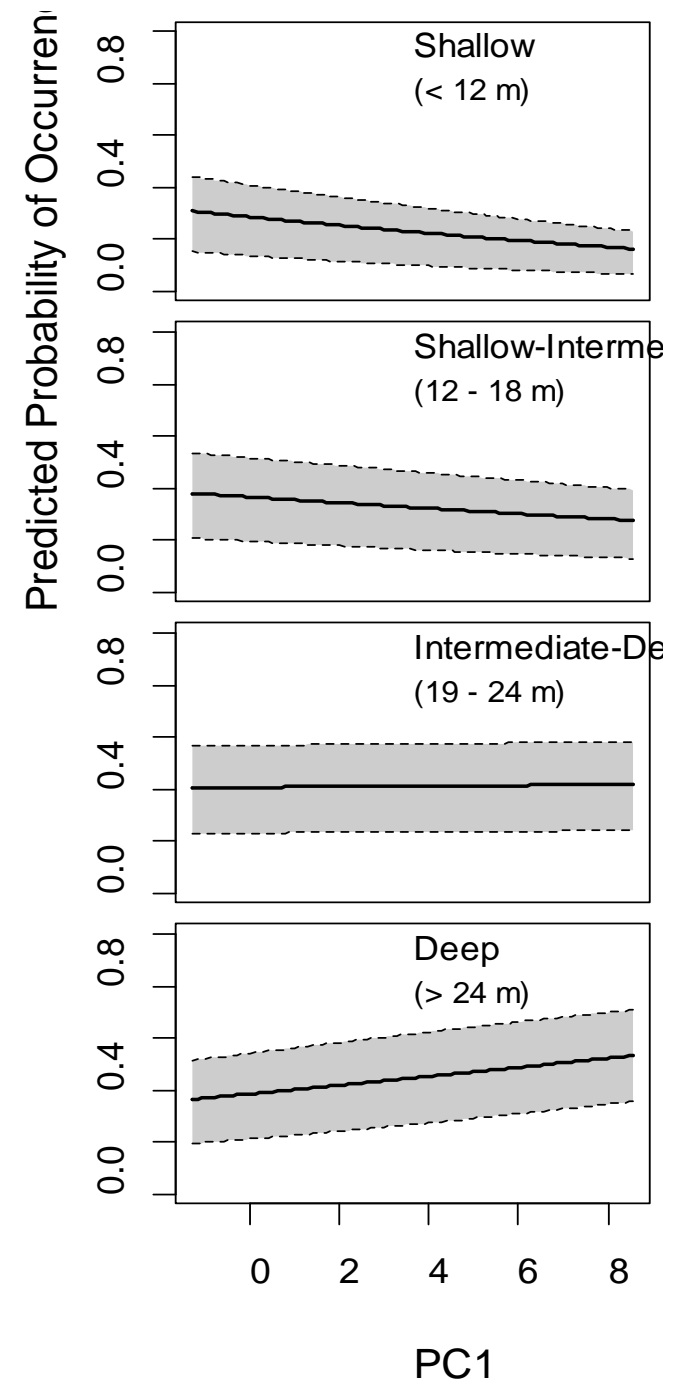 Predicted Probability of Occurren
Shallow
(< 12 m)
0.8
0.4
0.0
Shallow-Interme
(12 - 18 m)
0.8
0.4
0.0
Intermediate-De
(19 - 24 m)
0.8
0.4
0.0
Deep
(> 24 m)
0.8
0.4
0.0
0 2 4 6 8
PC1